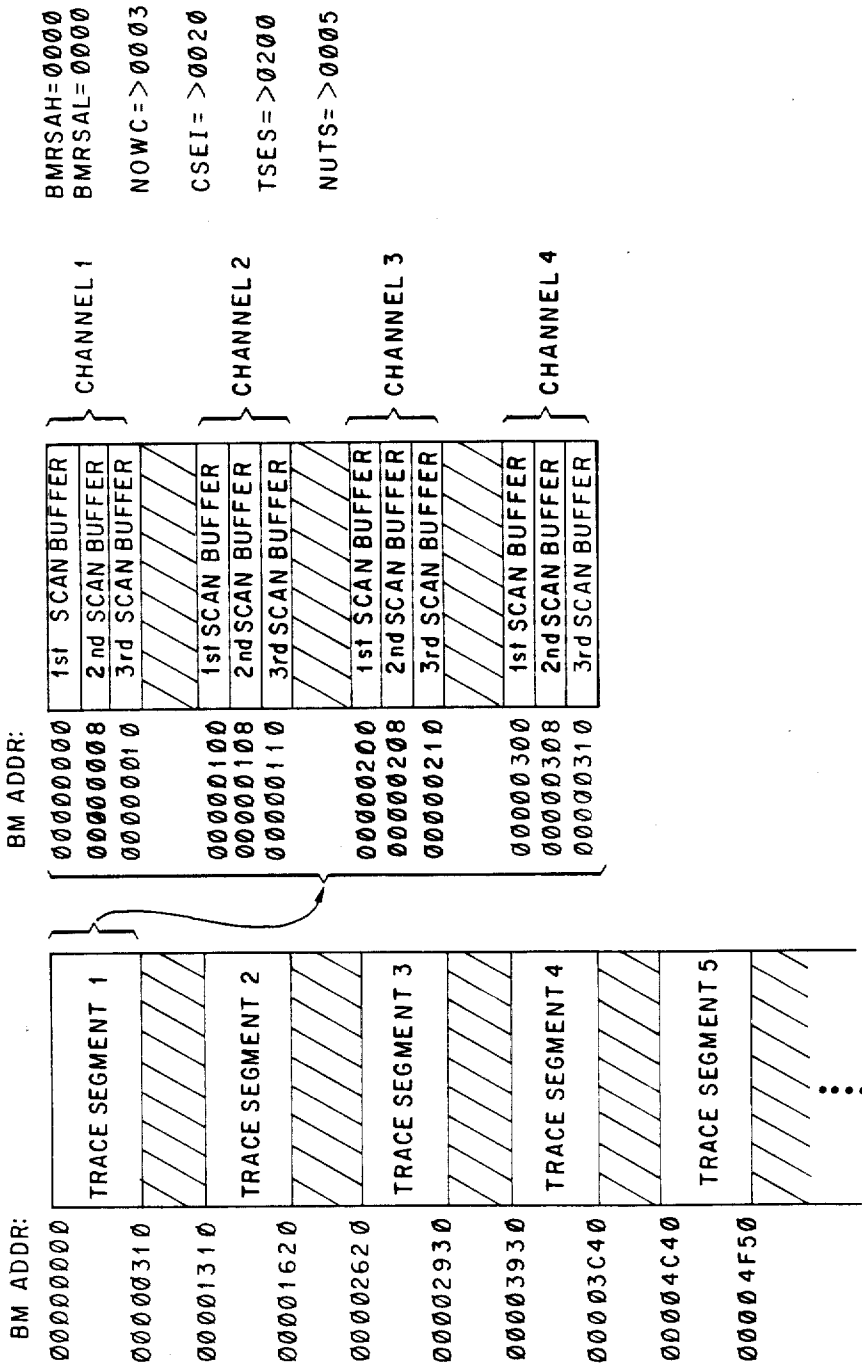 BM ADDR:
00000000
00000310
00001310
00001620
00002620
00002930
00003930
00003C40
00004C40
00004F50
TRACE SEGMENT 1
TRACE SEGMENT 2
TRACE SEGMENT 3
TRACE SEGMENT 4
TRACE SEGMENT 5
BM ADDR:
00000000
00000008
00000010
00000100
00000108
00000110
00000200
00000208
00000210
00000300
00000308
00000310
1st SCAN BUFFER
2nd SCAN BUFFER
3rd SCAN BUFFER
1st SCAN BUFFER
2nd SCAN BUFFER
3rd SCAN BUFFER
1st SCAN BUFFER
2nd SCAN BUFFER
3rd SCAN BUFFER
1st SCAN BUFFER
2nd SCAN BUFFER
3rd SCAN BUFFER
CHANNEL 1
CHANNEL 2
CHANNEL 3
CHANNEL 4
BMRSAH=0000
BMRSAL=0000
NOWC=>0003
CSEI=>0020
TSES=>0200
NUTS=>0005